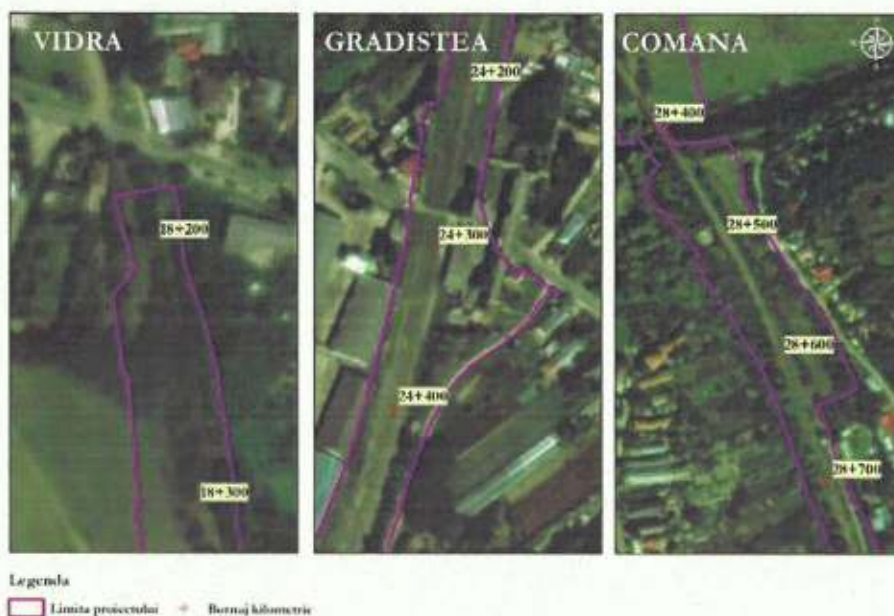 VIDRA
18+200
18+300
GRADISTEA
24+200
24+300
24+400
COMANA
28+400
28+500
28+600
28+700
Legenda
Limita proiectului
Bornaj kilometric